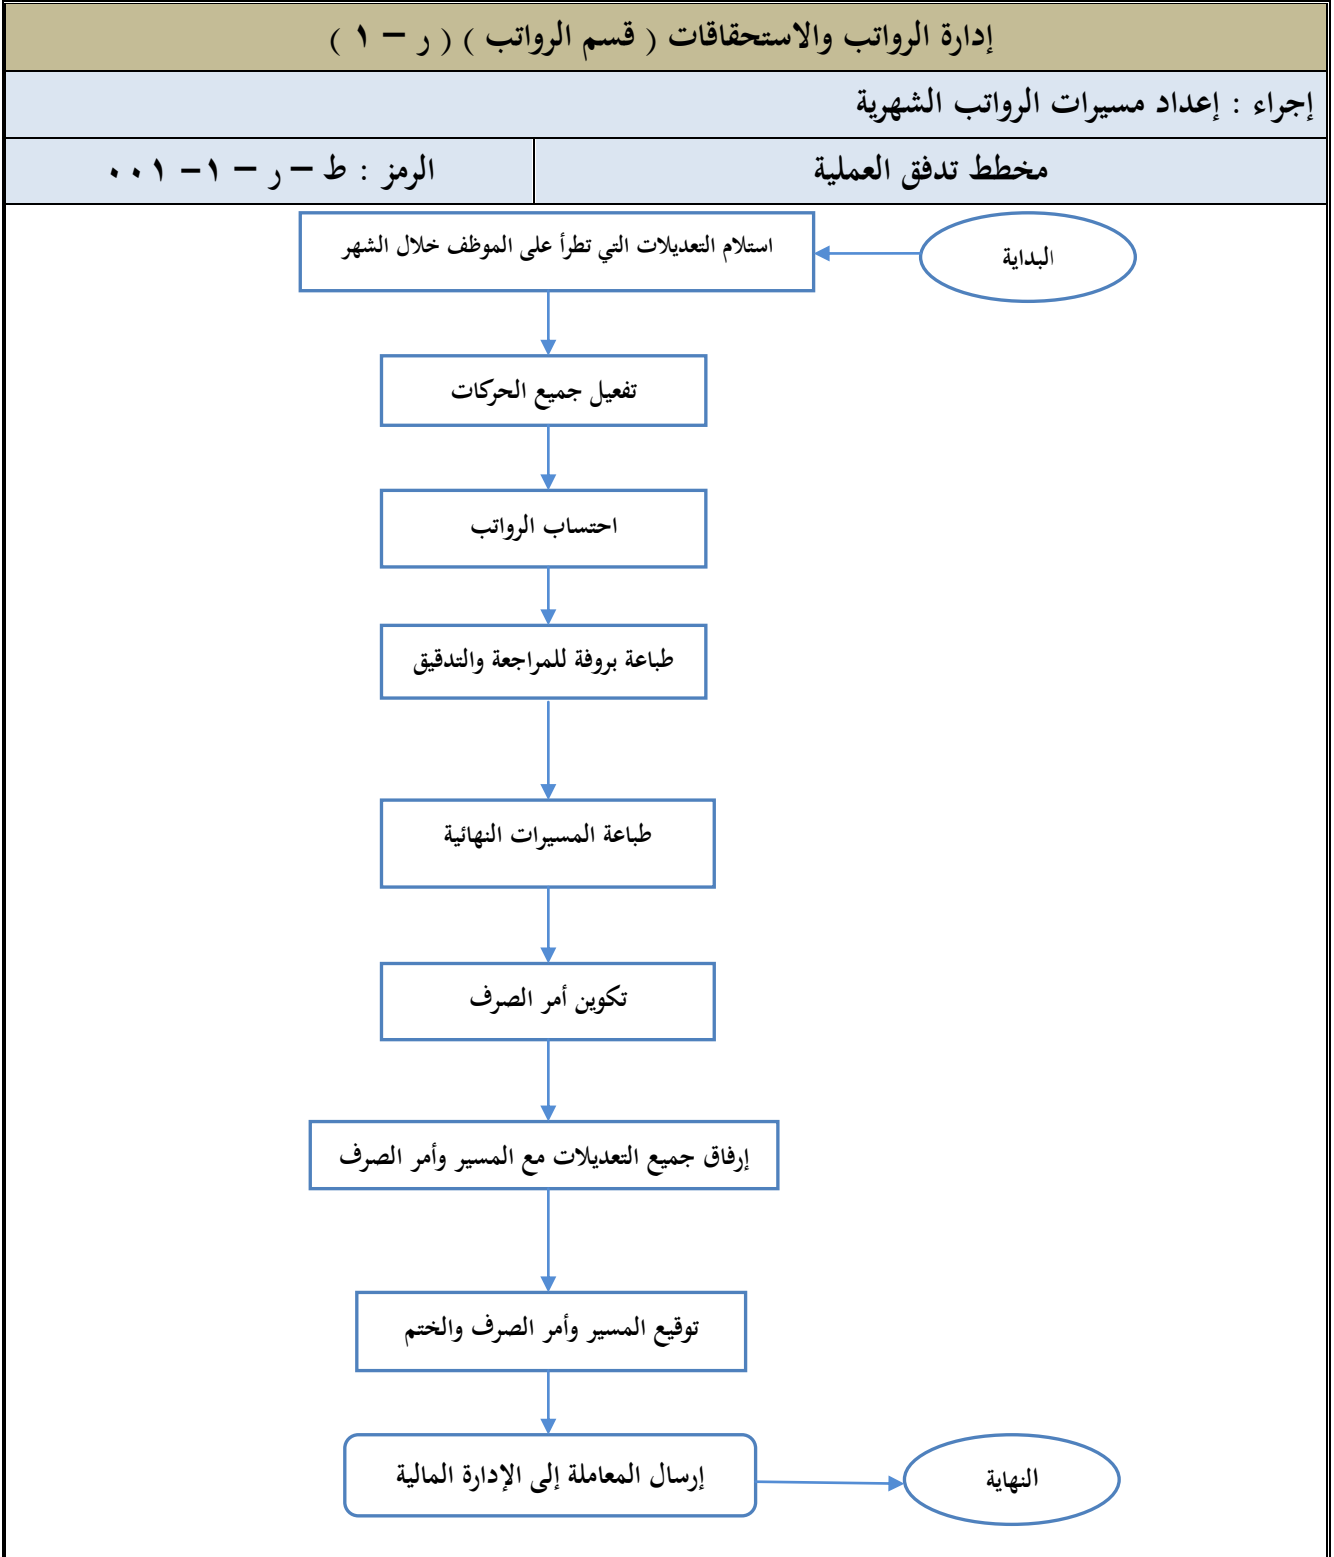 إدارة الرواتب والاستحقاقات ( قسم الرواتب ) ( ر – ١ )
إجراء : إعداد مسيرات الرواتب الشهرية
مخطط تدفق العملية
الرمز : ط – ر – ١– ٠٠١
البداية
استلام التعديلات التي تطرأ على الموظف خلال الشهر
تفعيل جميع الحركات
احتساب الرواتب
طباعة بروفة للمراجعة والتدقيق
طباعة المسيرات النهائية
تكوين أمر الصرف
إرفاق جميع التعديلات مع المسير وأمر الصرف
توقيع المسير وأمر الصرف والختم
إرسال المعاملة إلى الإدارة المالية
النهاية